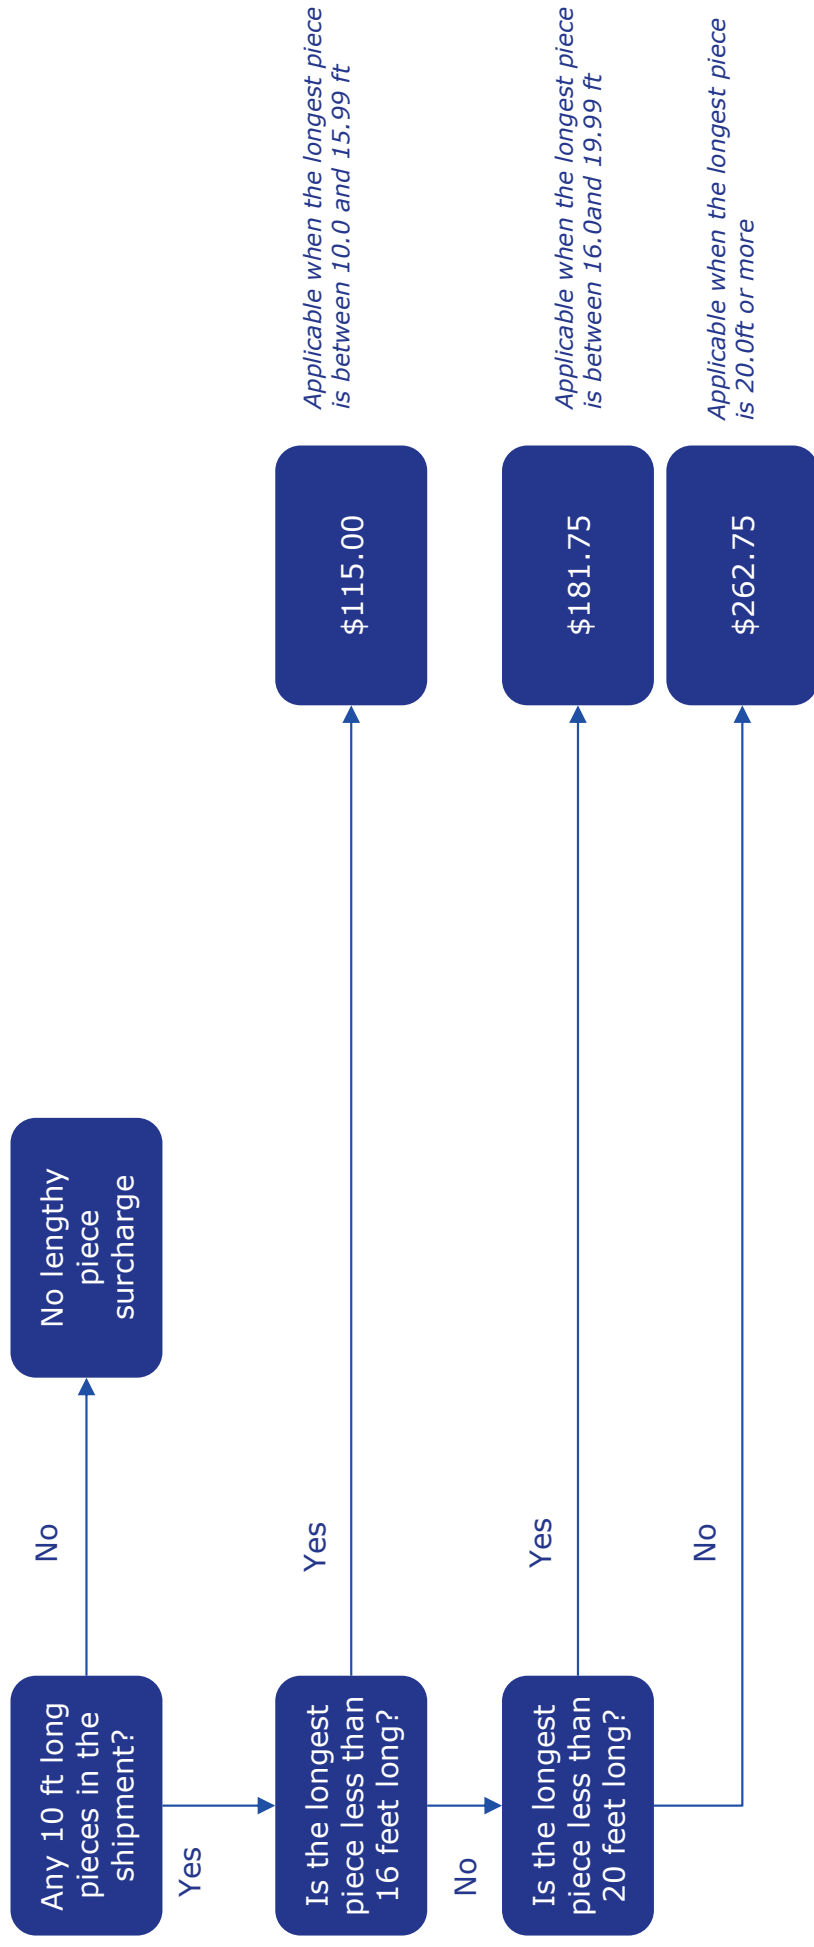 Any 10 ft long
pieces in the
shipment?
No
No lengthy
piece
surcharge
Yes
Is the longest
piece less than
16 feet long?
Yes
$115.00
Applicable when the longest piece
is between 10.0 and 15.99 ft
No
Is the longest
piece less than
20 feet long?
Yes
$181.75
Applicable when the longest piece
is between 16.0and 19.99 ft
No
$262.75
Applicable when the longest piece
is 20.0ft or more